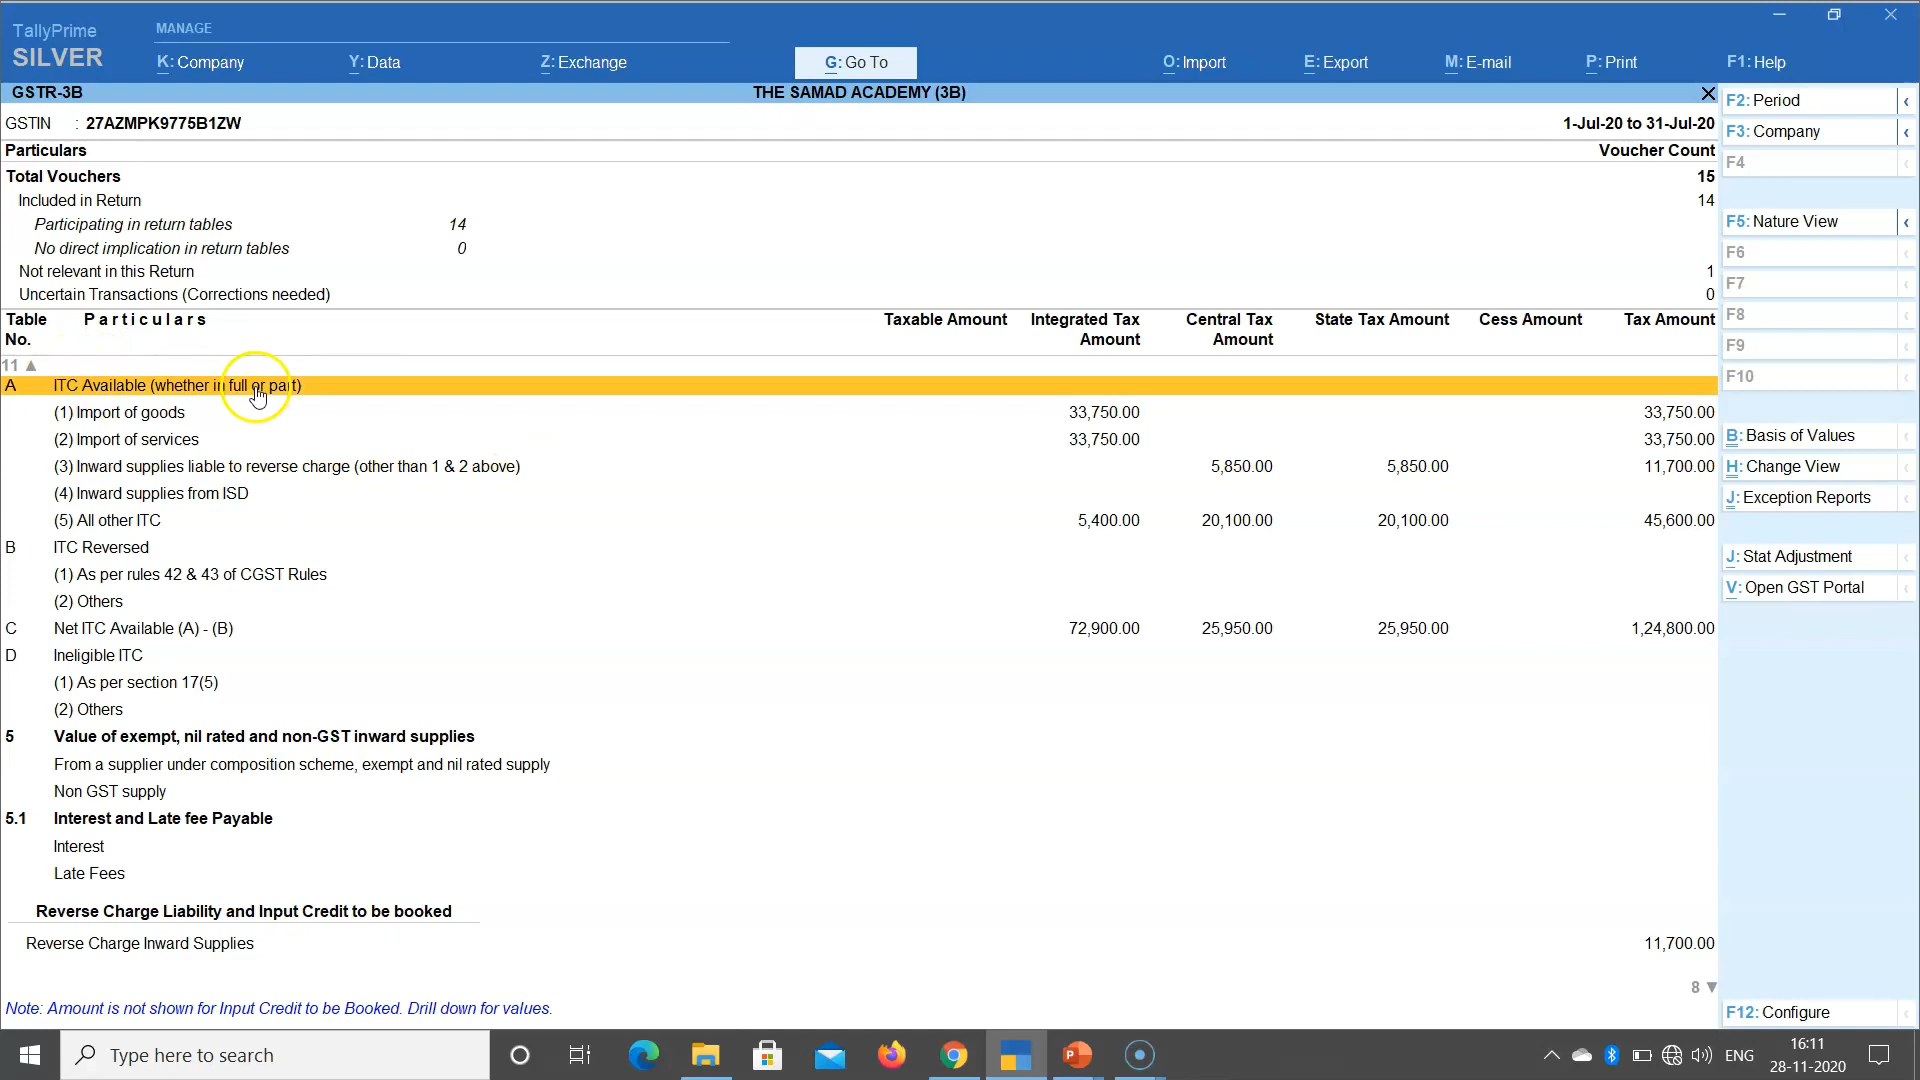 TallyPrime
SILVER
MANAGE
K: Company
Y: Data
Z: Exchange
G: Go To
O: Import
E: Export
M: E-mail
P: Print
F1: Help
GSTR-3B THE SAMAD ACADEMY (3B)
GSTIN : 27AZMPK9775B1ZW 1-Jul-20 to 31-Jul-20
Particulars Voucher Count
Total Vouchers 15
Included in Return 14
Participating in return tables 14
No direct implication in return tables 0
Not relevant in this Return 1
Uncertain Transactions (Corrections needed) 0
Table No. Particulars Taxable Amount Integrated Tax Amount Central Tax Amount State Tax Amount Cess Amount Tax Amount
11 ▲
A ITC Available (whether in full or part)
(1) Import of goods 33,750.00 33,750.00
(2) Import of services 33,750.00 33,750.00
(3) Inward supplies liable to reverse charge (other than 1 & 2 above) 5,850.00 5,850.00 11,700.00
(4) Inward supplies from ISD
(5) All other ITC 5,400.00 20,100.00 20,100.00 45,600.00
B ITC Reversed
(1) As per rules 42 & 43 of CGST Rules
(2) Others
C Net ITC Available (A) - (B) 72,900.00 25,950.00 25,950.00 1,24,800.00
D Ineligible ITC
(1) As per section 17(5)
(2) Others
5 Value of exempt, nil rated and non-GST inward supplies
From a supplier under composition scheme, exempt and nil rated supply
Non GST supply
5.1 Interest and Late fee Payable
Interest
Late Fees
Reverse Charge Liability and Input Credit to be booked
Reverse Charge Inward Supplies 11,700.00
8 ▼
Note: Amount is not shown for Input Credit to be Booked. Drill down for values.
F2: Period
F3: Company
F4
F5: Nature View
F6
F7
F8
F9
F10
B: Basis of Values
H: Change View
J: Exception Reports
J: Stat Adjustment
V: Open GST Portal
F12: Configure
Type here to search
ENG
16:11
28-11-2020